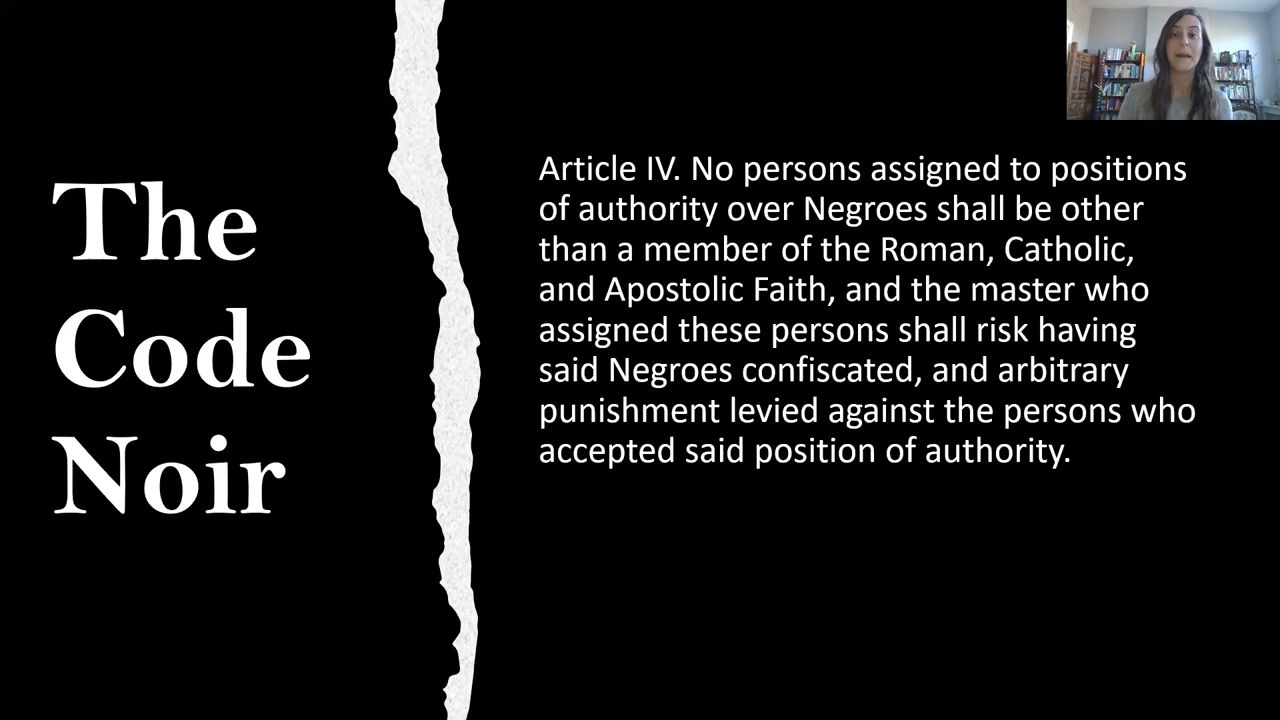 The
Code
Noir
Article IV. No persons assigned to positions
of authority over Negroes shall be other
than a member of the Roman, Catholic,
and Apostolic Faith, and the master who
assigned these persons shall risk having
said Negroes confiscated, and arbitrary
punishment levied against the persons who
accepted said position of authority.